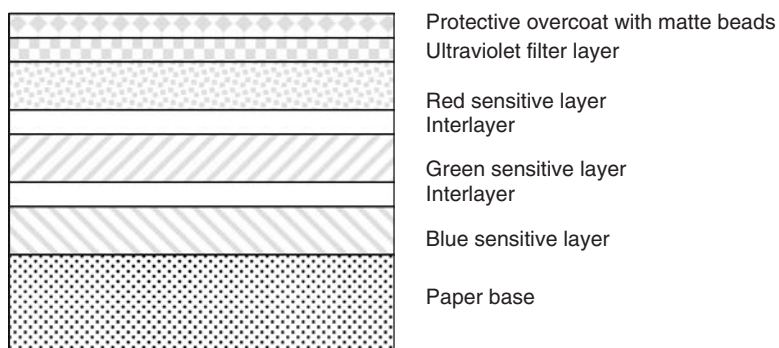 Protective overcoat with matte beads
Ultraviolet filter layer
Red sensitive layer
Interlayer
Green sensitive layer
Interlayer
Blue sensitive layer
Paper base